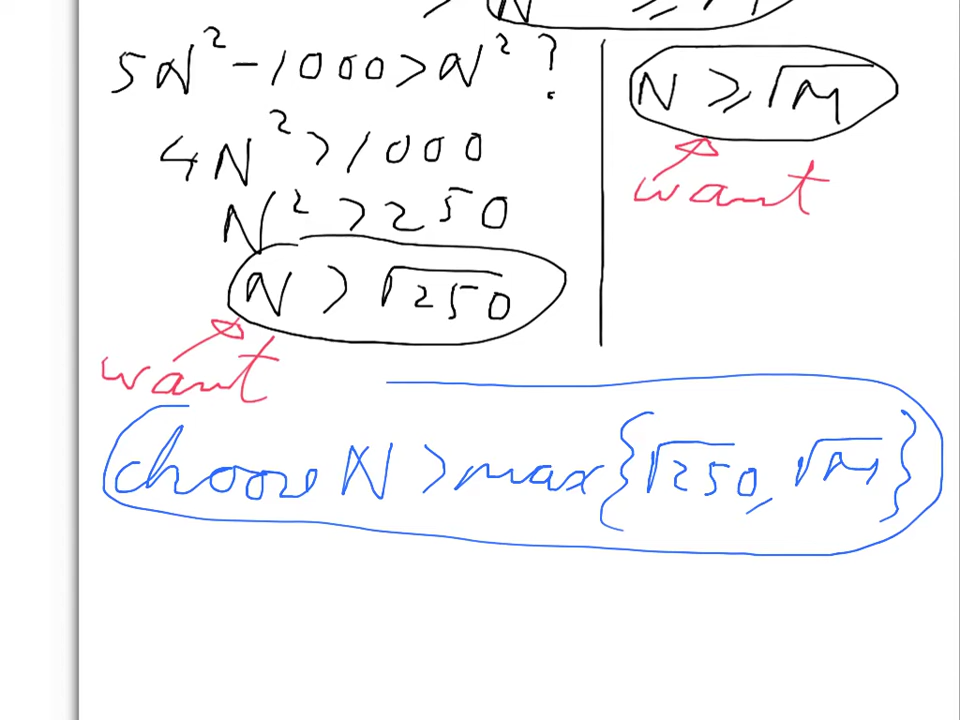 5N² - 1000 > N² ?
4N² > 1000
N² > 250
N > √250
want
N ≥ √M
want
choose N > max{√250, √M}